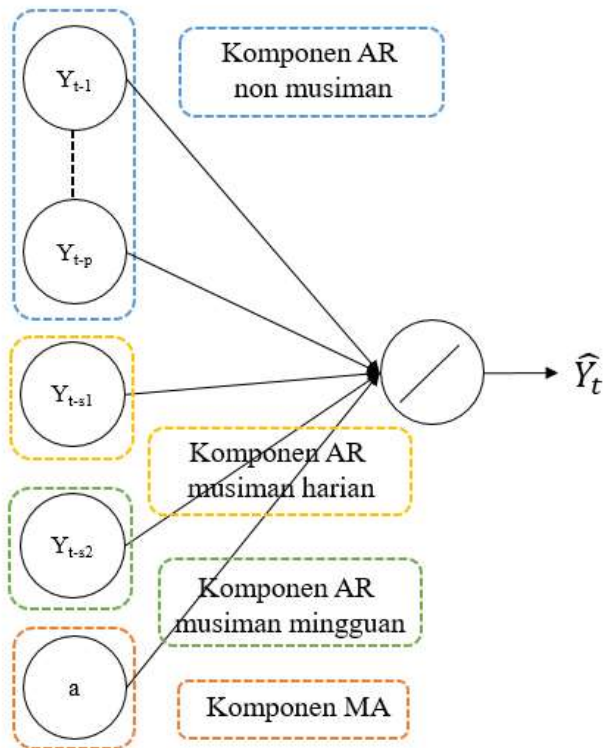 Y_{t-1}
Komponen AR
non musiman
Y_{t-p}
Ŷ_t
Y_{t-s1}
Komponen AR
musiman harian
Y_{t-s2}
Komponen AR
musiman mingguan
a
Komponen MA